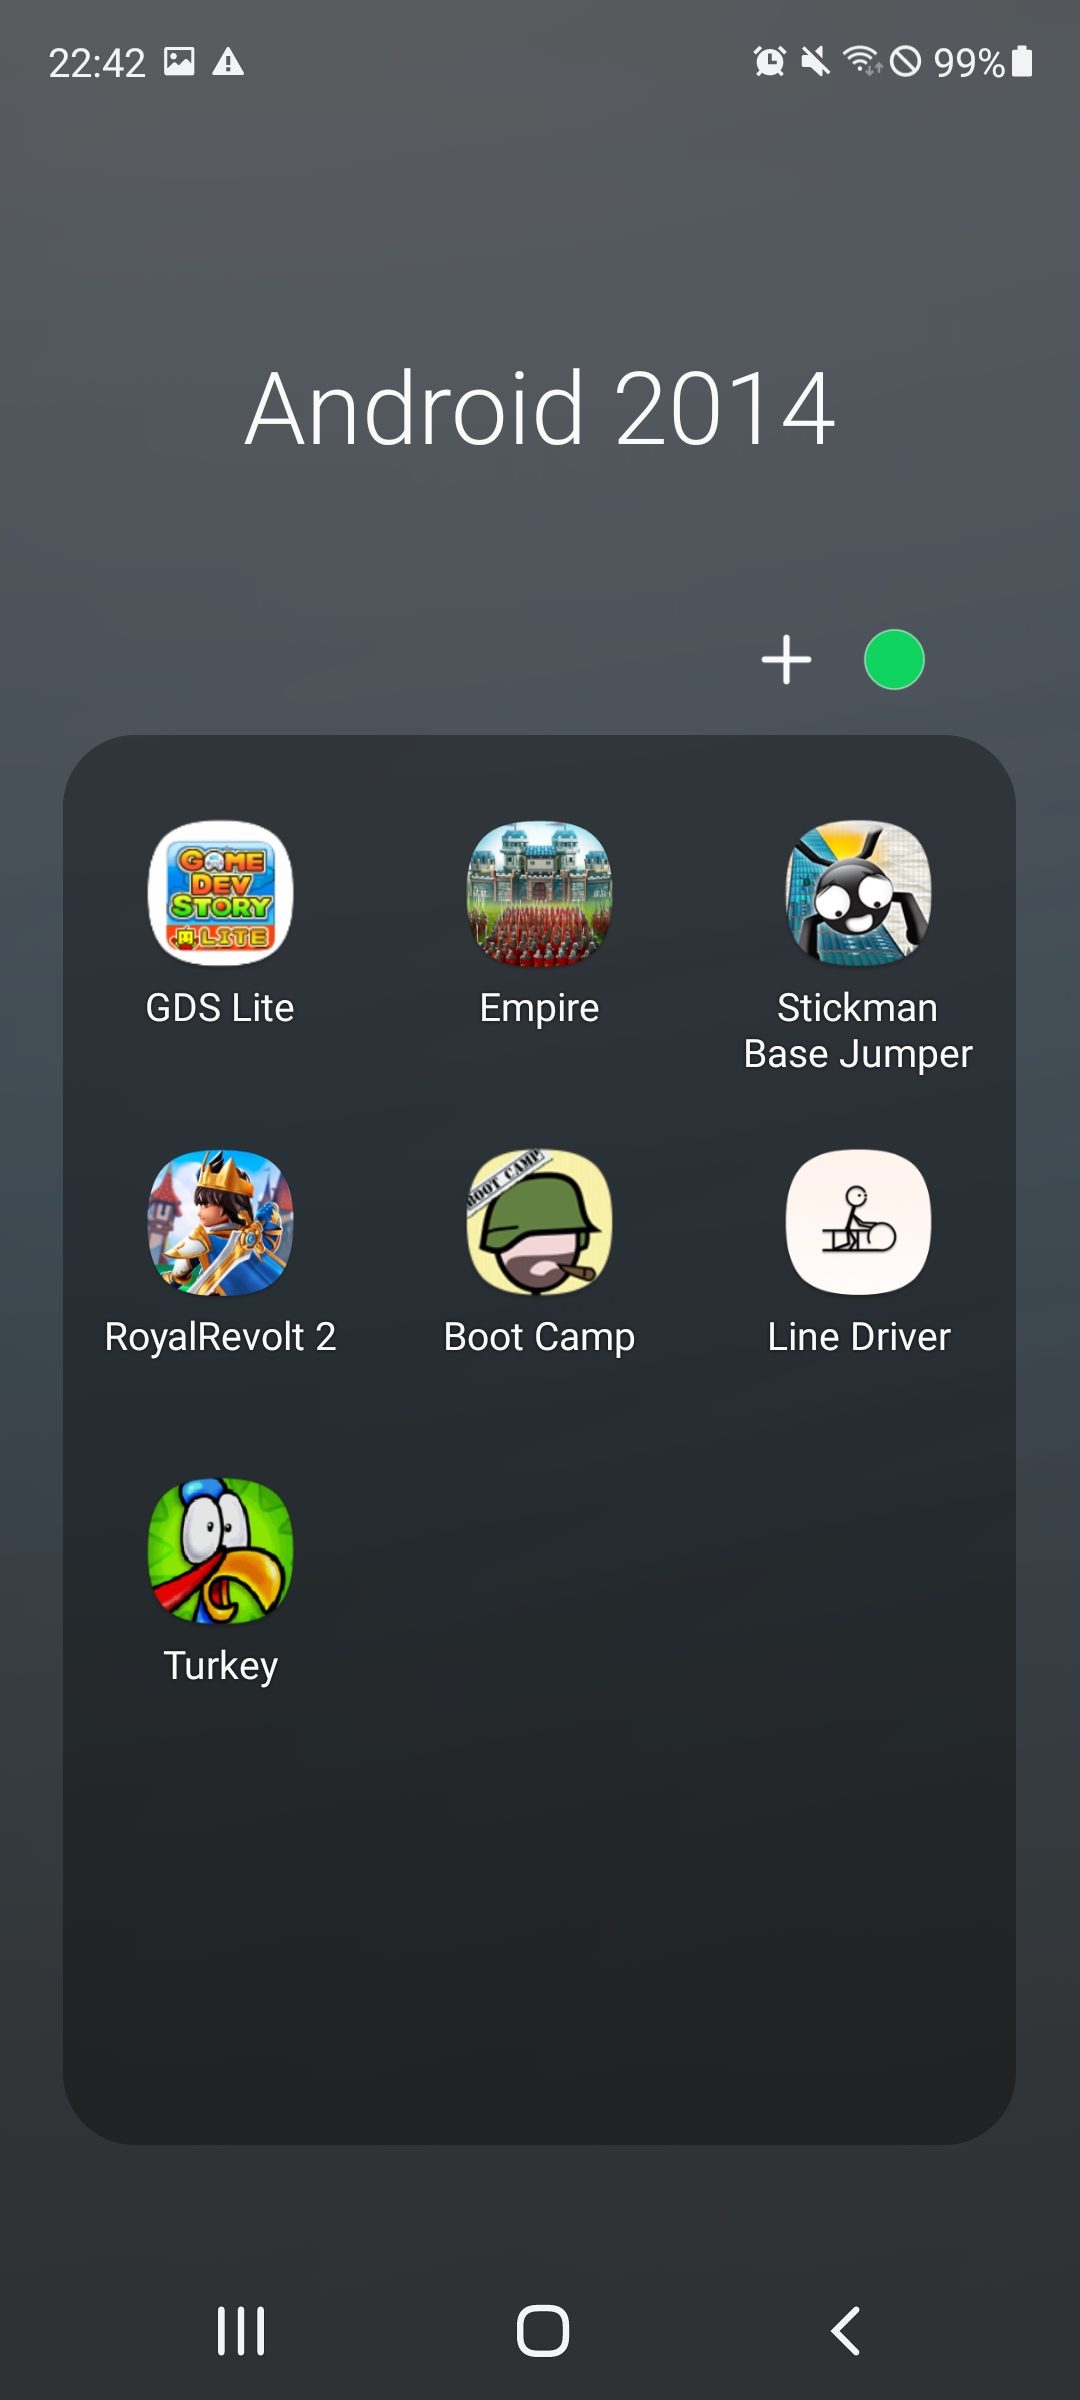 22:42
99%
Android 2014
GAME
DEV
STORY
LITE
GDS Lite
Empire
Stickman
Base Jumper
BOOT CAMP
RoyalRevolt 2
Boot Camp
Line Driver
Turkey